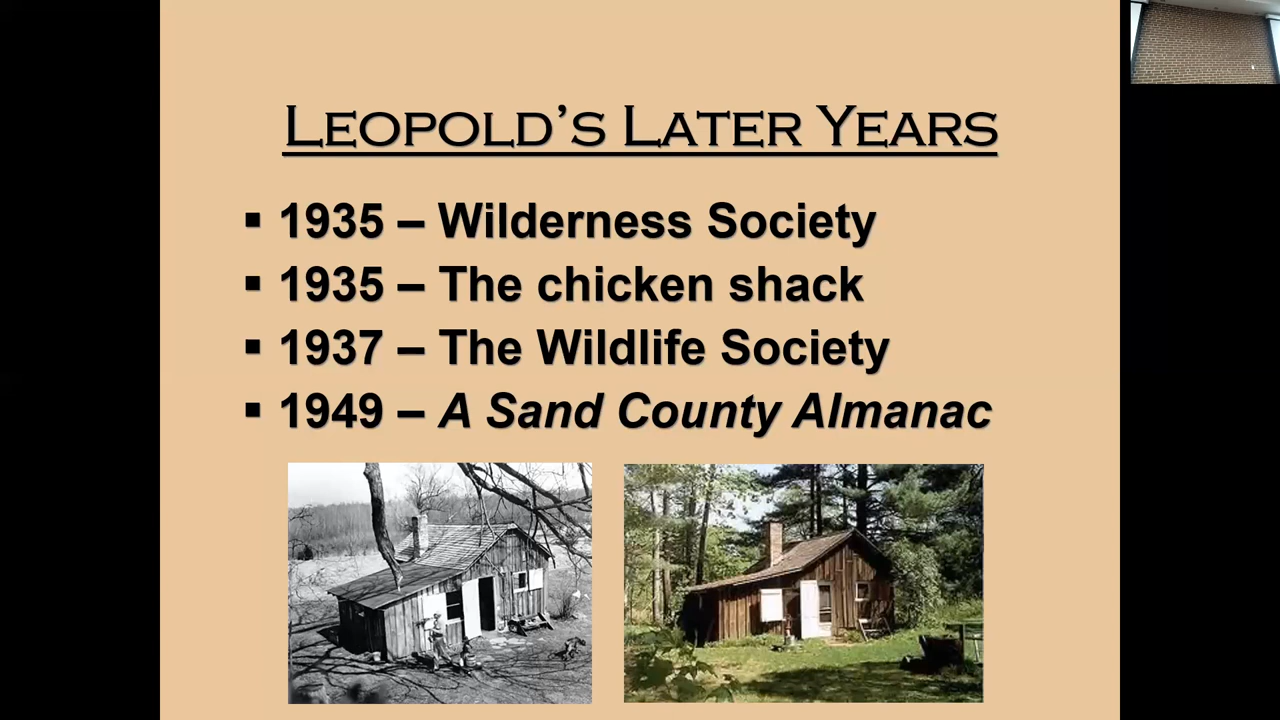 Leopold's Later Years
▪ 1935 – Wilderness Society
▪ 1935 – The chicken shack
▪ 1937 – The Wildlife Society
▪ 1949 – A Sand County Almanac